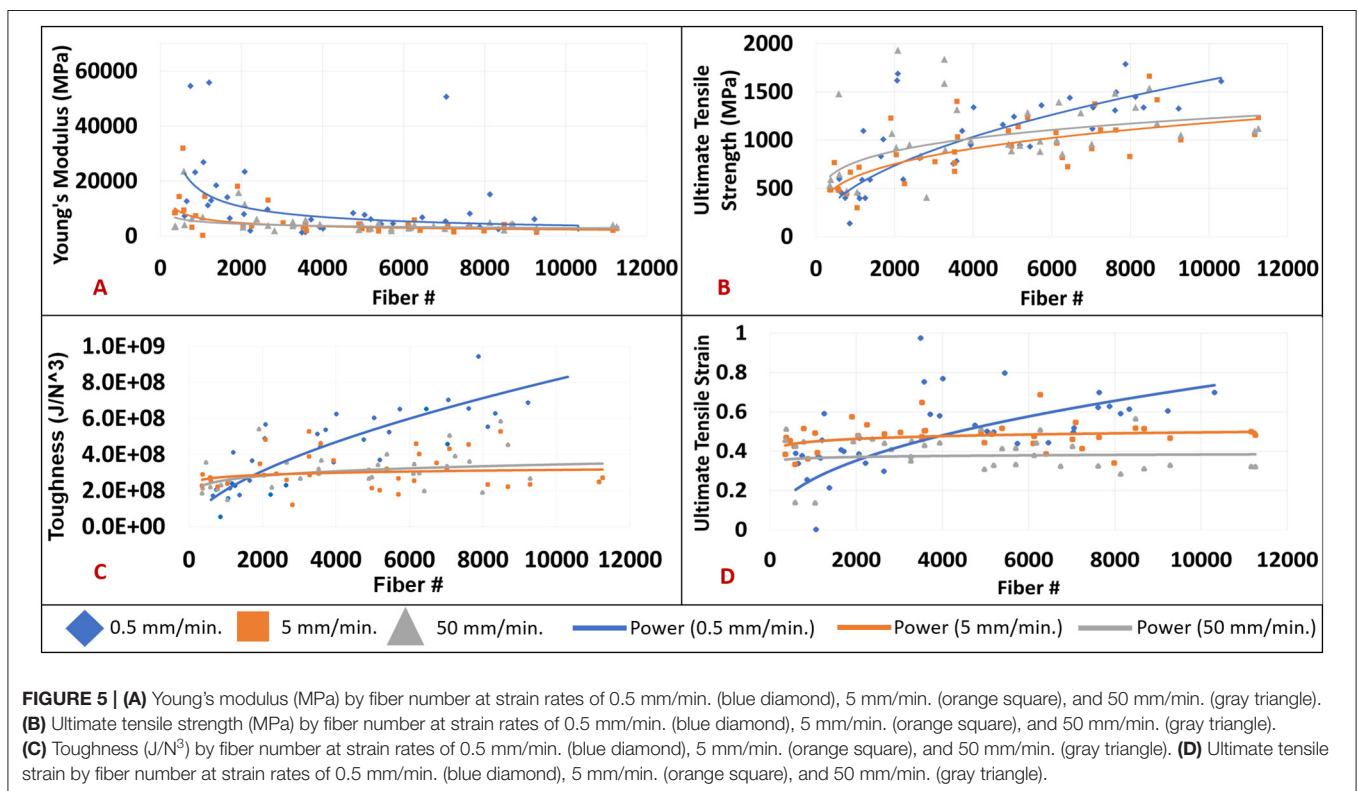 60000
40000
20000
0
Young's Modulus (MPa)
0 2000 4000 6000 8000 10000 12000
A
Fiber #
2000
1500
1000
500
0
Ultimate Tensile
Strength (MPa)
0 2000 4000 6000 8000 10000 12000
B
Fiber #
1.0E+09
8.0E+08
6.0E+08
4.0E+08
2.0E+08
0.0E+00
Toughness (J/N^3)
0 2000 4000 6000 8000 10000 12000
C
Fiber #
1
0.8
0.6
0.4
0.2
0
Ultimate Tensile Strain
0 2000 4000 6000 8000 10000 12000
D
Fiber #
0.5 mm/min. 5 mm/min. 50 mm/min. Power (0.5 mm/min.) Power (5 mm/min.) Power (50 mm/min.)
FIGURE 5 | (A) Young's modulus (MPa) by fiber number at strain rates of 0.5 mm/min. (blue diamond), 5 mm/min. (orange square), and 50 mm/min. (gray triangle).
(B) Ultimate tensile strength (MPa) by fiber number at strain rates of 0.5 mm/min. (blue diamond), 5 mm/min. (orange square), and 50 mm/min. (gray triangle).
(C) Toughness (J/N³) by fiber number at strain rates of 0.5 mm/min. (blue diamond), 5 mm/min. (orange square), and 50 mm/min. (gray triangle). (D) Ultimate tensile
strain by fiber number at strain rates of 0.5 mm/min. (blue diamond), 5 mm/min. (orange square), and 50 mm/min. (gray triangle).